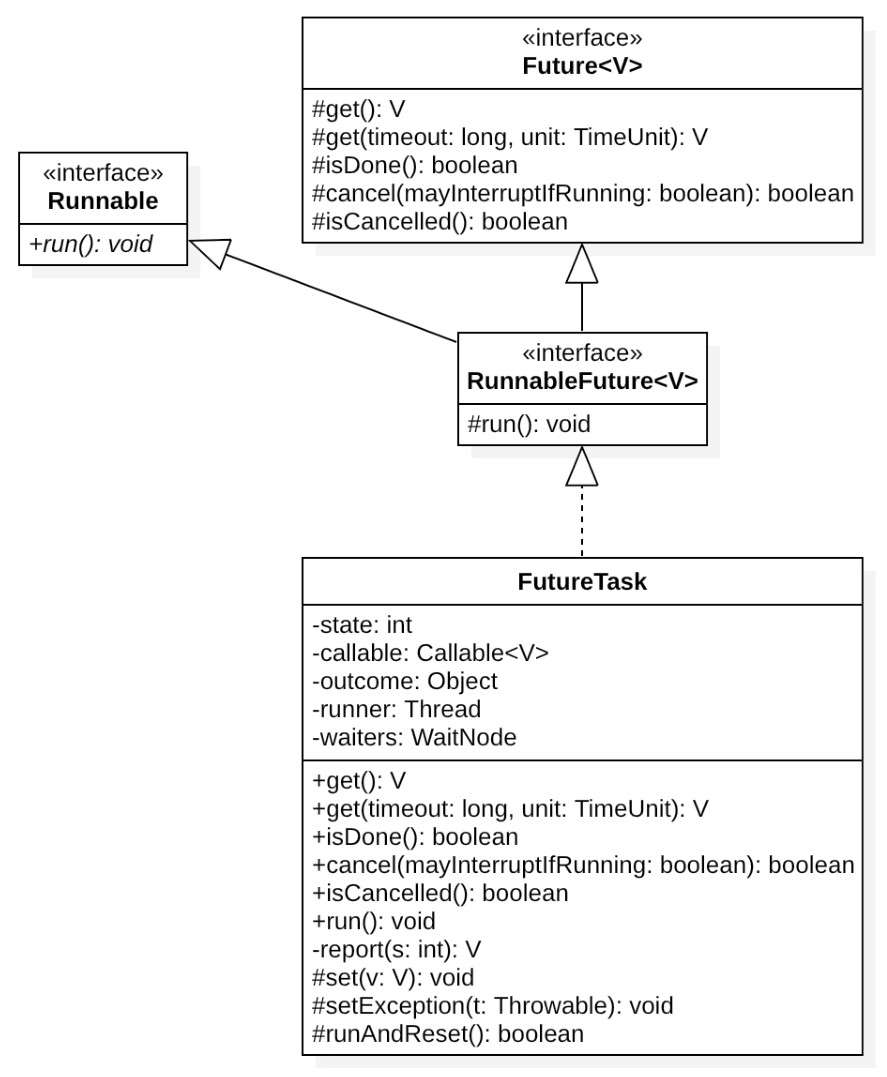 «interface»
Future<V>
#get(): V
#get(timeout: long, unit: TimeUnit): V
#isDone(): boolean
#cancel(mayInterruptIfRunning: boolean): boolean
#isCancelled(): boolean
«interface»
Runnable
+run(): void
«interface»
RunnableFuture<V>
#run(): void
FutureTask
-state: int
-callable: Callable<V>
-outcome: Object
-runner: Thread
-waiters: WaitNode
+get(): V
+get(timeout: long, unit: TimeUnit): V
+isDone(): boolean
+cancel(mayInterruptIfRunning: boolean): boolean
+isCancelled(): boolean
+run(): void
-report(s: int): V
#set(v: V): void
#setException(t: Throwable): void
#runAndReset(): boolean